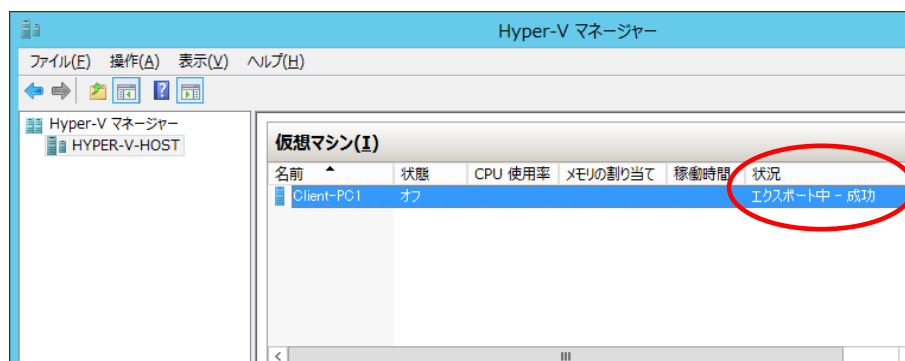 Hyper-V マネージャー
ファイル(F) 操作(A) 表示(V) ヘルプ(H)
Hyper-V マネージャー
HYPER-V-HOST
仮想マシン(I)
名前 状態 CPU 使用率 メモリの割り当て 稼働時間 状況
Client-PC1 オフ エクスポート中 - 成功